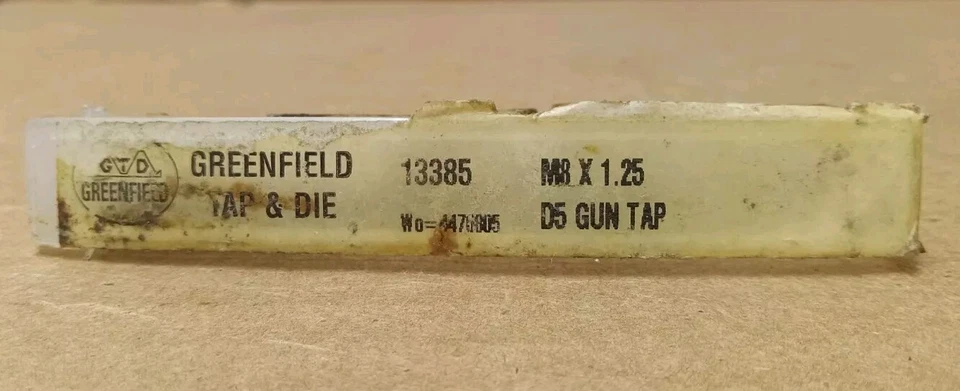 GTD
GREENFIELD
GREENFIELD
TAP & DIE
13385
M8 X 1.25
D5 GUN TAP